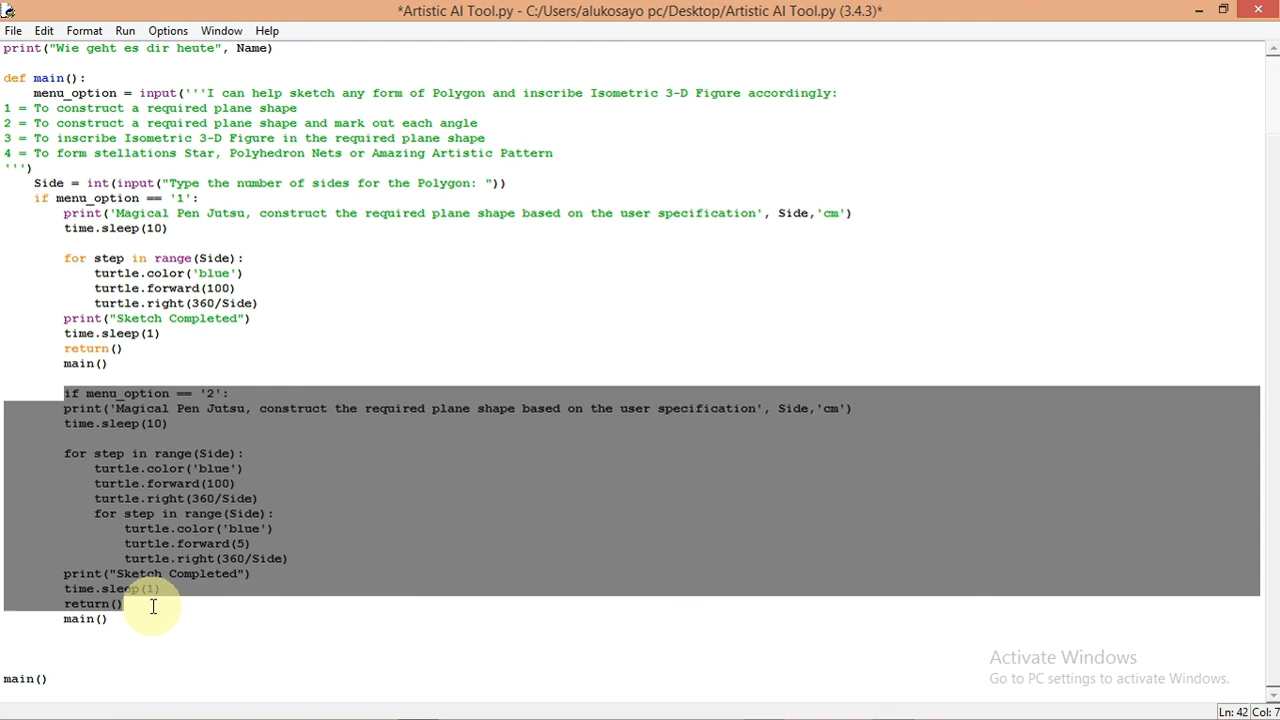 *Artistic AI Tool.py - C:/Users/alukosayo pc/Desktop/Artistic AI Tool.py (3.4.3)*
File Edit Format Run Options Window Help
print("Wie geht es dir heute", Name)
def main():
menu_option = input('''I can help sketch any form of Polygon and inscribe Isometric 3-D Figure accordingly:
1 = To construct a required plane shape
2 = To construct a required plane shape and mark out each angle
3 = To inscribe Isometric 3-D Figure in the required plane shape
4 = To form stellations Star, Polyhedron Nets or Amazing Artistic Pattern
''')
Side = int(input("Type the number of sides for the Polygon: "))
if menu_option == '1':
print('Magical Pen Jutsu, construct the required plane shape based on the user specification', Side,'cm')
time.sleep(10)
for step in range(Side):
turtle.color('blue')
turtle.forward(100)
turtle.right(360/Side)
print("Sketch Completed")
time.sleep(1)
return()
main()
if menu_option == '2':
print('Magical Pen Jutsu, construct the required plane shape based on the user specification', Side,'cm')
time.sleep(10)
for step in range(Side):
turtle.color('blue')
turtle.forward(100)
turtle.right(360/Side)
for step in range(Side):
turtle.color('blue')
turtle.forward(5)
turtle.right(360/Side)
print("Sketch Completed")
time.sleep(1)
return()
main()
main()
Activate Windows
Go to PC settings to activate Windows.
Ln: 42 Col: 7